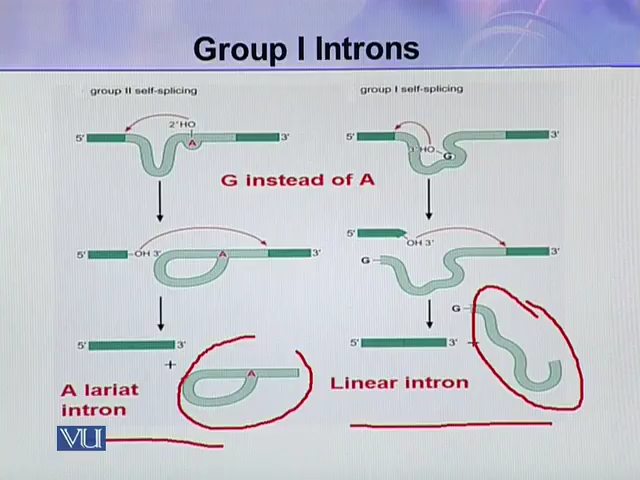 Group I Introns
group II self-splicing
group I self-splicing
2'HO
5' A 3'
5' HO G 3'
G instead of A
5' OH 3' A 3'
5'
OH 3'
G 3'
5' 3'
+
A
G
5' 3' +
A lariat
intron
Linear intron
VU